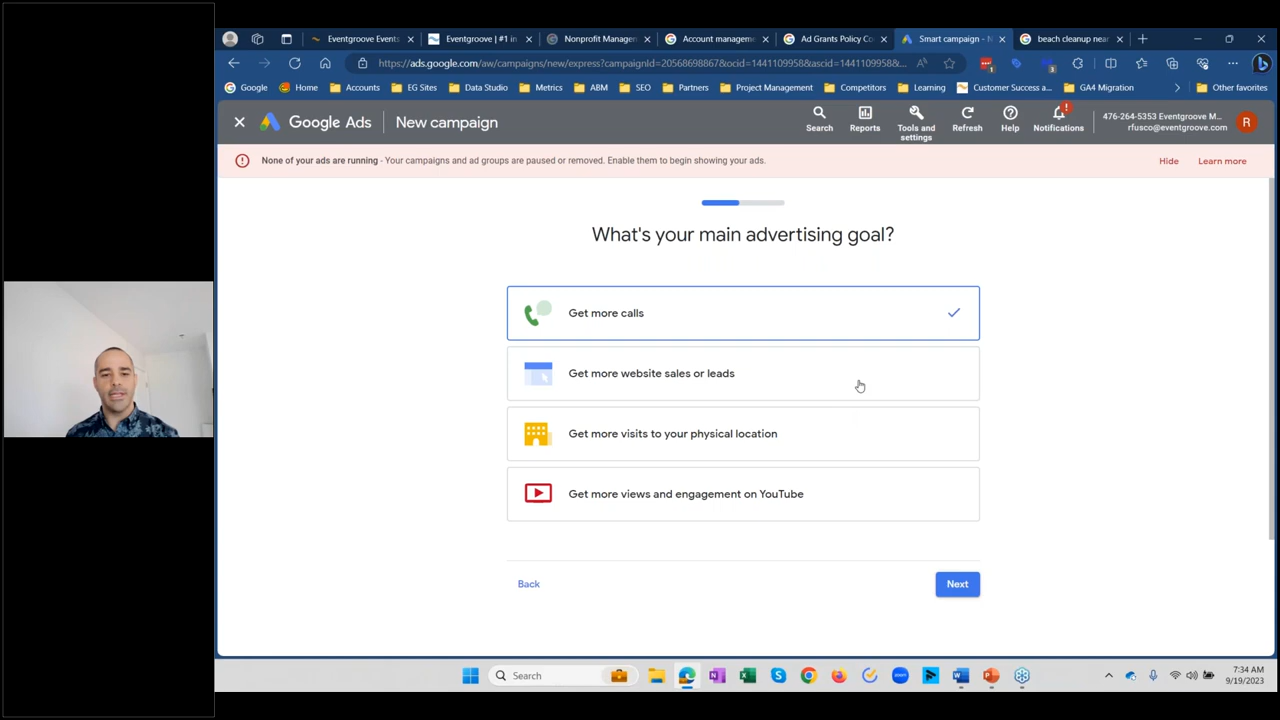 Eventgroove Events
Eventgroove | #1 in
Nonprofit Managem
Account managem
Ad Grants Policy Co
Smart campaign - N
beach cleanup near
https://ads.google.com/aw/campaigns/new/express?campaignId=20568698867&ocid=1441109958&ascid=1441109958&...
Google
Home
Accounts
EG Sites
Data Studio
Metrics
ABM
SEO
Partners
Project Management
Competitors
Learning
Customer Success a...
GA4 Migration
Other favorites
Google Ads
New campaign
Search
Reports
Tools and
settings
Refresh
Help
Notifications
476-264-5353 Eventgroove M...
rfusco@eventgroove.com
R
None of your ads are running - Your campaigns and ad groups are paused or removed. Enable them to begin showing your ads.
Hide
Learn more
What's your main advertising goal?
Get more calls
Get more website sales or leads
Get more visits to your physical location
Get more views and engagement on YouTube
Back
Next
Search
7:34 AM
9/19/2023